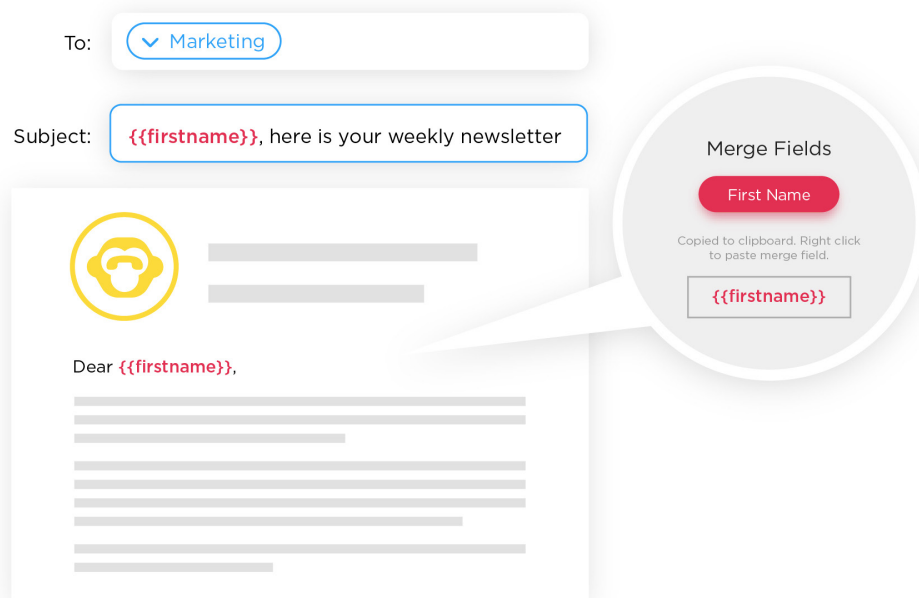 To: Marketing
Subject: {{firstname}}, here is your weekly newsletter
Dear {{firstname}},
Merge Fields
First Name
Copied to clipboard. Right click
to paste merge field.
{{firstname}}